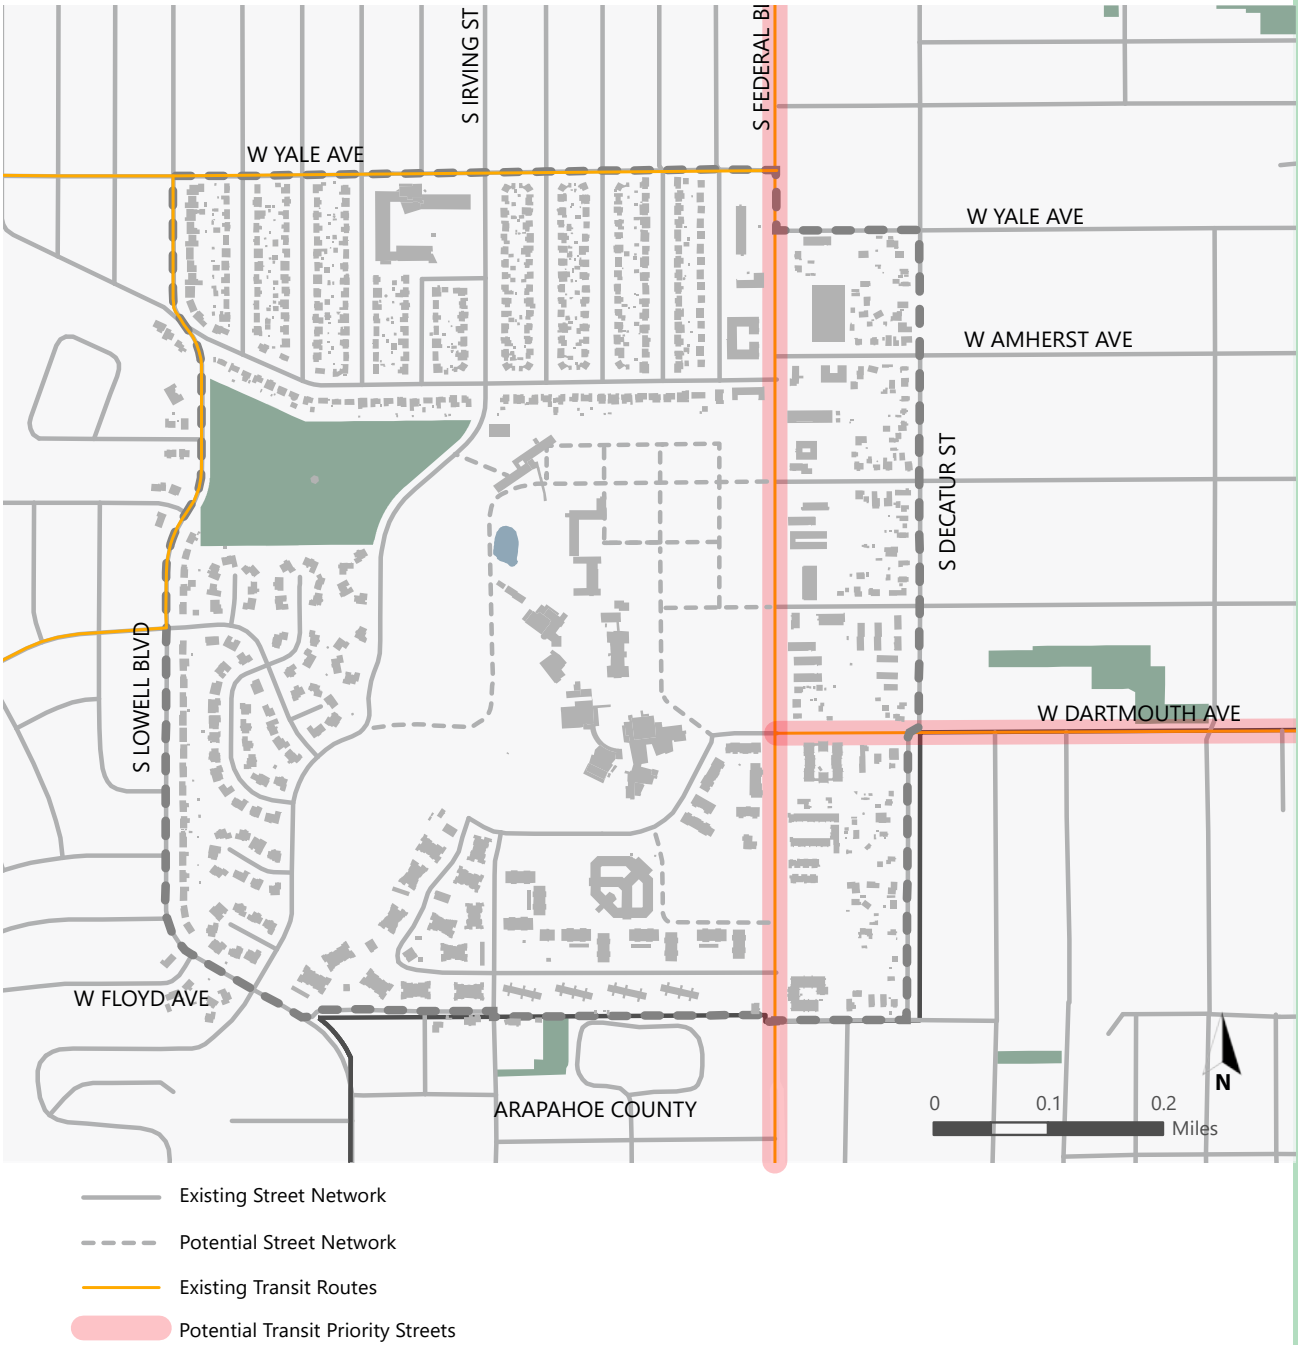 S IRVING ST
S FEDERAL
W YALE AVE
W YALE AVE
W AMHERST AVE
S DECATUR ST
S LOWELL BLVD
W DARTMOUTH AVE
W FLOYD AVE
N
0 0.1 0.2
Miles
ARAPAHOE COUNTY
Existing Street Network
Potential Street Network
Existing Transit Routes
Potential Transit Priority Streets